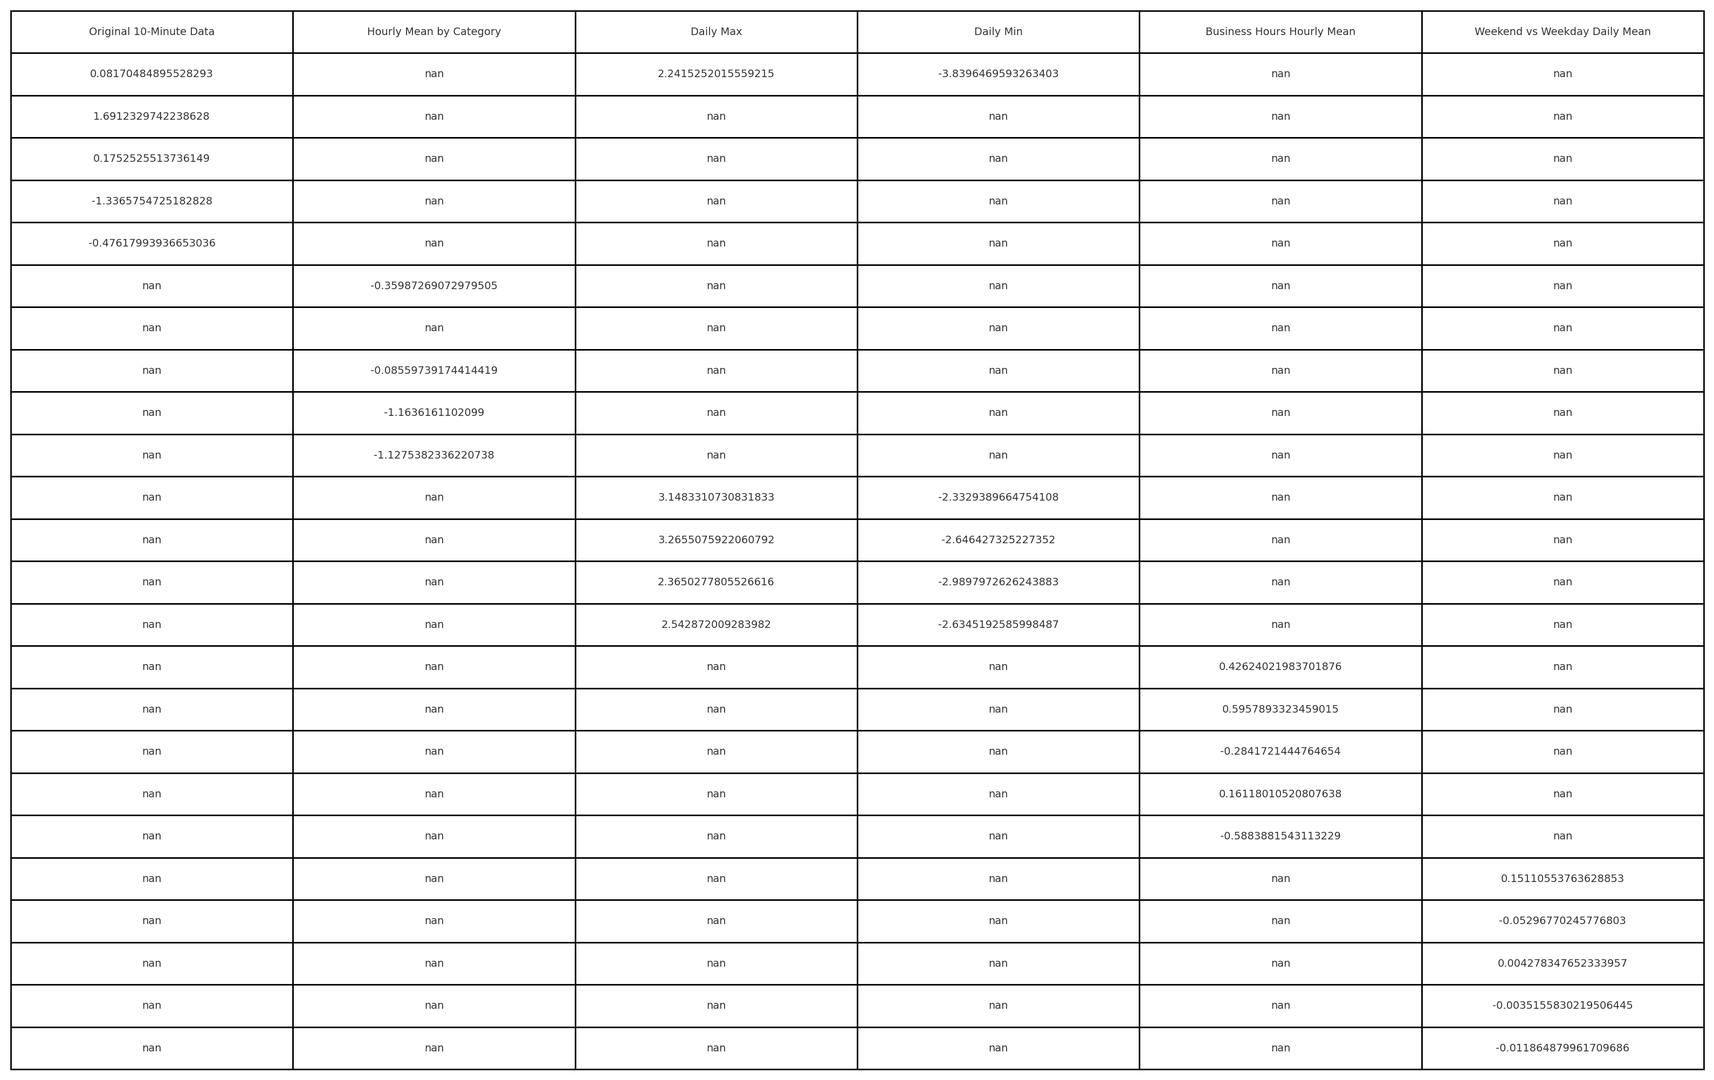 Original 10-Minute Data Hourly Mean by Category Daily Max Daily Min Business Hours Hourly Mean Weekend vs Weekday Daily Mean
0.08170484895528293 nan 2.2415252015559215 -3.8396469593263403 nan nan
1.6912329742238628 nan nan nan nan nan
0.1752525513736149 nan nan nan nan nan
-1.3365754725182828 nan nan nan nan nan
-0.47617993936653036 nan nan nan nan nan
nan -0.35987269072979505 nan nan nan nan
nan nan nan nan nan nan
nan -0.08559739174414419 nan nan nan nan
nan -1.1636161102099 nan nan nan nan
nan -1.1275382336220738 nan nan nan nan
nan nan 3.1483310730831833 -2.3329389664754108 nan nan
nan nan 3.2655075922060792 -2.646427325227352 nan nan
nan nan 2.3650277805526616 -2.9897972626243883 nan nan
nan nan 2.542872009283982 -2.6345192585998487 nan nan
nan nan nan nan 0.42624021983701876 nan
nan nan nan nan 0.5957893323459015 nan
nan nan nan nan -0.2841721444764654 nan
nan nan nan nan 0.16118010520807638 nan
nan nan nan nan -0.5883881543113229 nan
nan nan nan nan nan 0.15110553763628853
nan nan nan nan nan -0.05296770245776803
nan nan nan nan nan 0.004278347652333957
nan nan nan nan nan -0.0035155830219506445
nan nan nan nan nan -0.011864879961709686